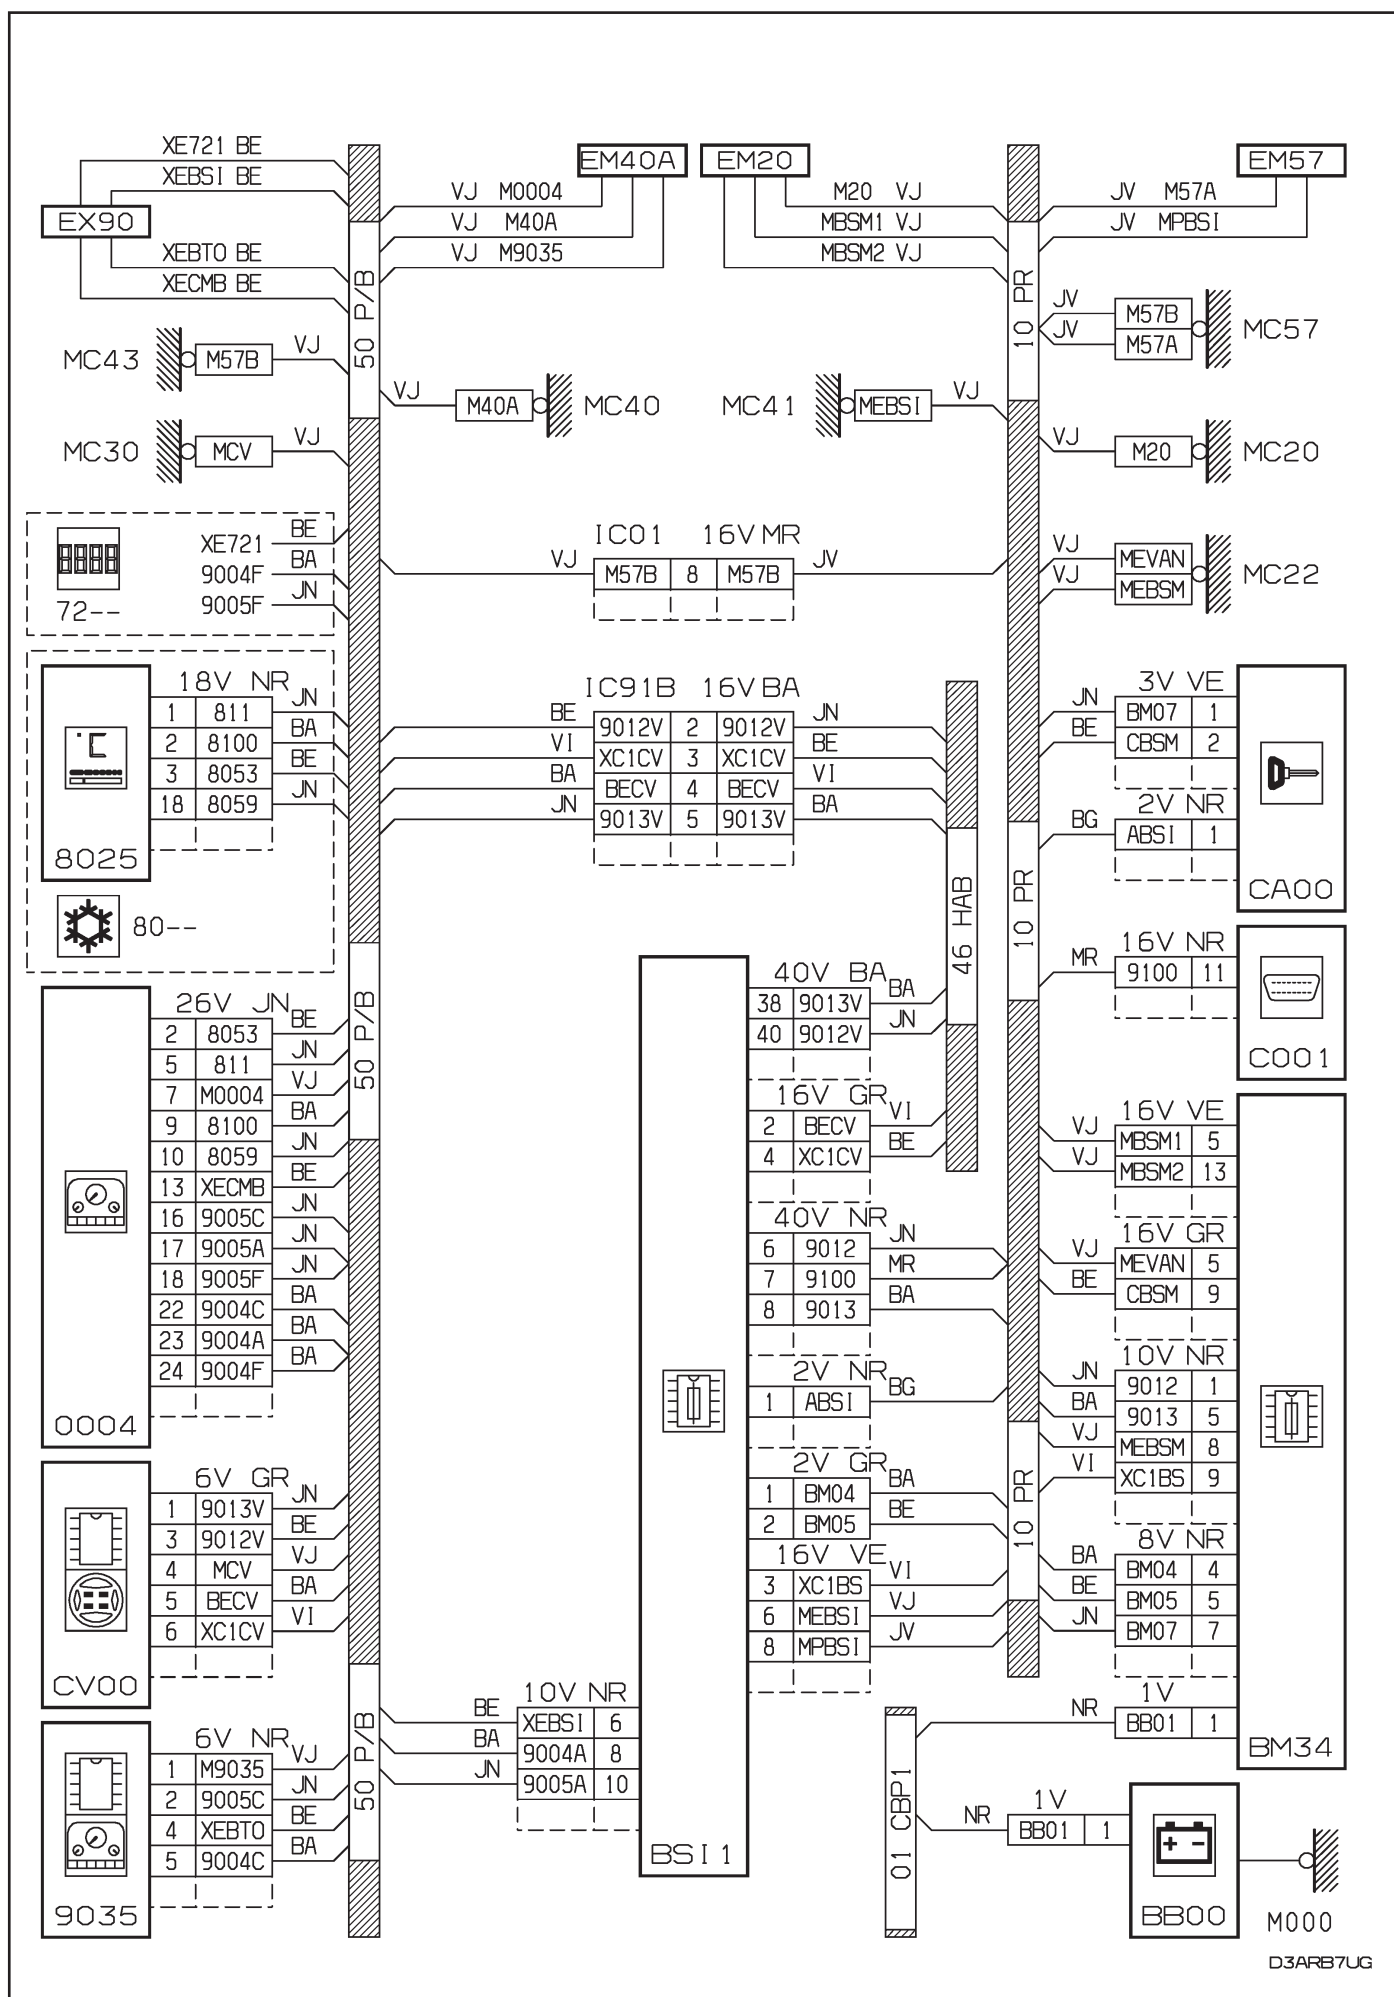 XE721 BE
XEBSI BE
EX90
XEBTO BE
XECMB BE
EM40A
VJ M0004
VJ M40A
VJ M9035
EM20
M20 VJ
MBSM1 VJ
MBSM2 VJ
EM57
JV M57A
JV MPBSI
50 P/B
10 PR
MC43 M57B VJ
VJ M40A MC40
MC41 MEBSI VJ
JV M57B
JV M57A
MC57
MC30 MCV VJ
VJ M20 MC20
XE721 BE
9004F BA
9005F JN
72--
IC01 16V MR
VJ M57B 8 M57B JV
VJ MEVAN
VJ MEBSM
MC22
18V NR
1 811 JN
2 8100 BA
3 8053 BE
18 8059 JN
8025
80--
IC91B 16V BA
BE 9012V 2 9012V JN
VI XC1CV 3 XC1CV BE
BA BECV 4 BECV VI
JN 9013V 5 9013V BA
46 HAB
10 PR
3V VE
JN BM07 1
BE CBSM 2
2V NR
BG ABSI 1
CA00
16V NR
MR 9100 11
C001
26V JN
2 8053 BE
5 811 JN
7 M0004 VJ
9 8100 BA
10 8059 JN
13 XECMB BE
16 9005C JN
17 9005A JN
18 9005F JN
22 9004C BA
23 9004A BA
24 9004F BA
0004
50 P/B
40V BA
38 9013V BA
40 9012V JN
16V GR
2 BECV VI
4 XC1CV BE
40V NR
6 9012 JN
7 9100 MR
8 9013 BA
2V NR
1 ABSI BG
2V GR
1 BM04 BA
2 BM05 BE
16V VE
3 XC1BS VI
6 MEBSI VJ
8 MPBSI JV
10V NR
BE XEBSI 6
BA 9004A 8
JN 9005A 10
BSI1
16V VE
VJ MBSM1 5
VJ MBSM2 13
16V GR
VJ MEVAN 5
BE CBSM 9
10V NR
JN 9012 1
BA 9013 5
VJ MEBSM 8
VI XC1BS 9
10 PR
8V NR
BA BM04 4
BE BM05 5
JN BM07 7
1V
NR BB01 1
BM34
6V GR
1 9013V JN
3 9012V BE
4 MCV VJ
5 BECV BA
6 XC1CV VI
CV00
6V NR
1 M9035 VJ
2 9005C JN
4 XEBTO BE
5 9004C BA
9035
50 P/B
01 CBP1
1V
NR BB01 1
BB00
M000
D3ARB7UG